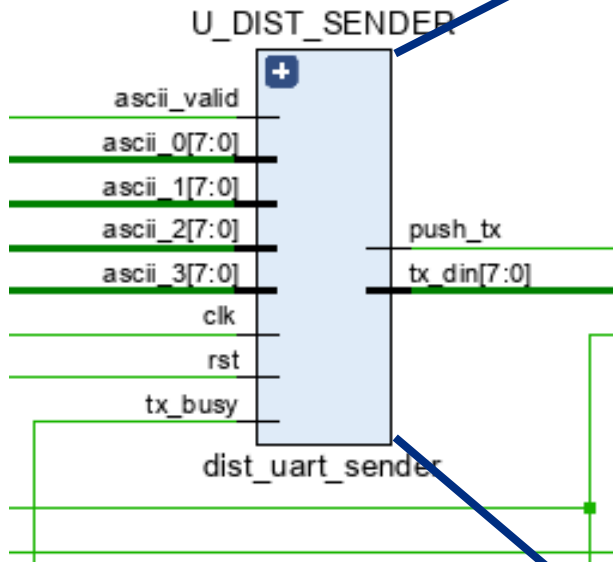 U_DIST_SENDER
ascii_valid
ascii_0[7:0]
ascii_1[7:0]
ascii_2[7:0]
ascii_3[7:0]
clk
rst
tx_busy
push_tx
tx_din[7:0]
dist_uart_sender